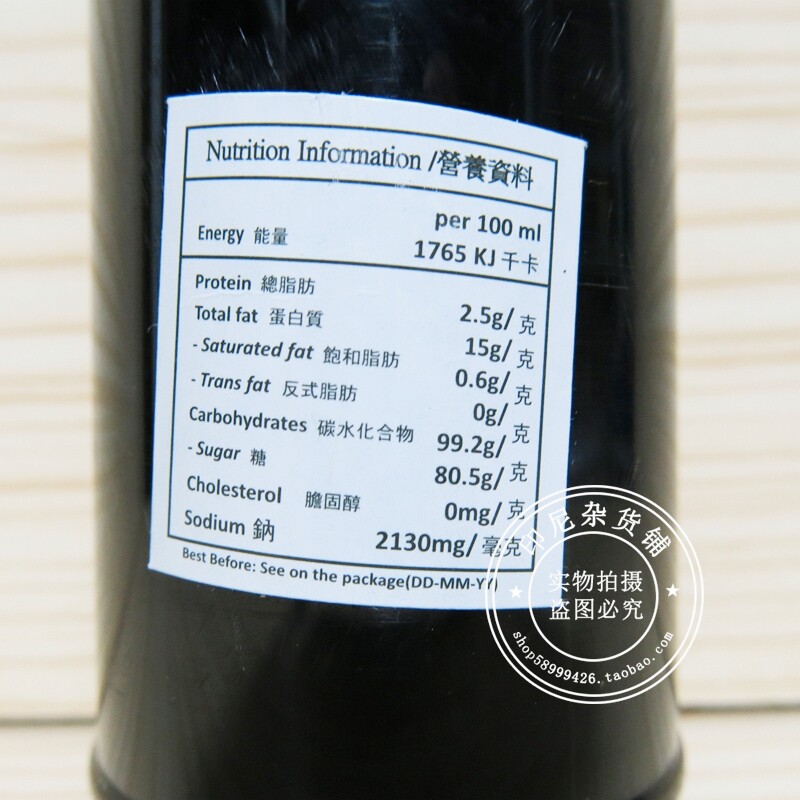 Nutrition Information /營養資料
per 100 ml
Energy 能量 1765 KJ 千卡
Protein 總脂肪 2.5g/ 克
Total fat 蛋白質 15g/ 克
- Saturated fat 飽和脂肪 0.6g/ 克
- Trans fat 反式脂肪 0g/ 克
Carbohydrates 碳水化合物 99.2g/ 克
- Sugar 糖 80.5g/ 克
Cholesterol 膽固醇 0mg/
Sodium 鈉 2130mg/ 毫克
Best Before: See on the package(DD-MM-YY)
印尼杂货铺
实物拍摄
盗图必究
shop58999426.taobao.com